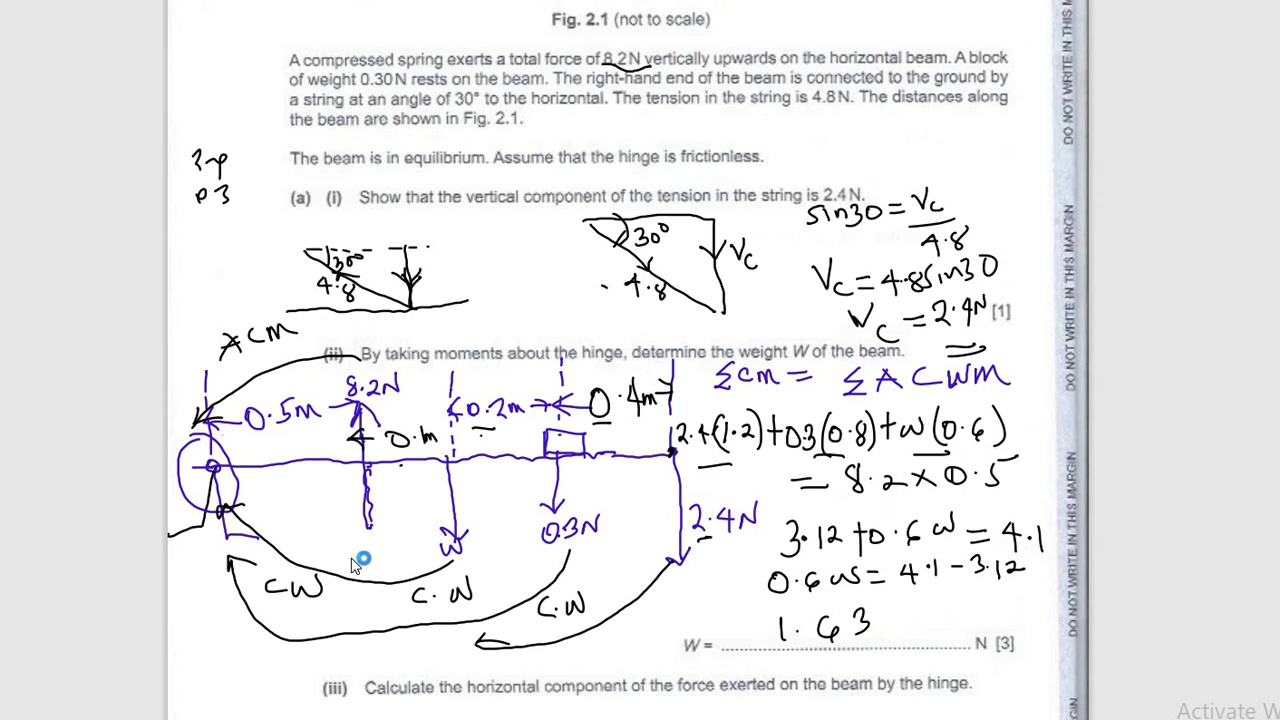 Fig. 2.1 (not to scale)
A compressed spring exerts a total force of 8.2N vertically upwards on the horizontal beam. A block
of weight 0.30N rests on the beam. The right-hand end of the beam is connected to the ground by
a string at an angle of 30° to the horizontal. The tension in the string is 4.8N. The distances along
the beam are shown in Fig. 2.1.
The beam is in equilibrium. Assume that the hinge is frictionless.
(a) (i) Show that the vertical component of the tension in the string is 2.4N.
30°
4.8
30°
4.8
Vc
sin30 = Vc
4.8
Vc = 4.8sin30
Vc = 2.4N
[1]
ACM
(ii) By taking moments about the hinge, determine the weight W of the beam.
0.5m
8.2N
0.2m
0.4m
0.1m
W
0.3N
2.4N
CW
C.W
C.W
ΣCM = ΣACWM
2.4(1.2)+03(0.8)+W(0.6)
= 8.2×0.5
3.12+0.6W = 4.1
0.6W = 4.1-3.12
1.63
W = ........ N [3]
(iii) Calculate the horizontal component of the force exerted on the beam by the hinge.
DO NOT WRITE IN THIS MARGIN
DO NOT WRITE IN THIS MARGIN
DO NOT WRITE IN THIS
Activate W